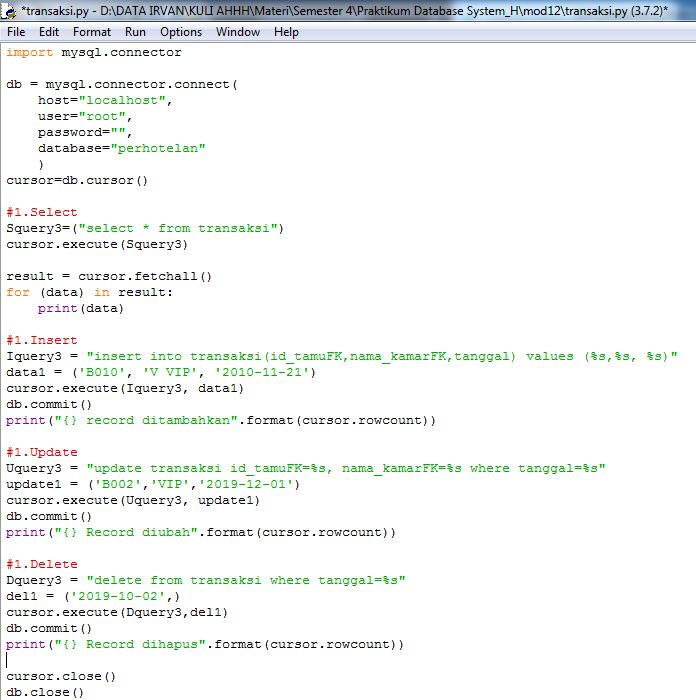 *transaksi.py - D:\DATA IRVAN\KULI AHHH\Materi\Semester 4\Praktikum Database System_H\mod12\transaksi.py (3.7.2)*
File Edit Format Run Options Window Help
import mysql.connector
db = mysql.connector.connect(
    host="localhost",
    user="root",
    password="",
    database="perhotelan"
    )
cursor=db.cursor()
#1.Select
Squery3=("select * from transaksi")
cursor.execute(Squery3)
result = cursor.fetchall()
for (data) in result:
    print(data)
#1.Insert
Iquery3 = "insert into transaksi(id_tamuFK,nama_kamarFK,tanggal) values (%s,%s, %s)"
data1 = ('B010', 'V VIP', '2010-11-21')
cursor.execute(Iquery3, data1)
db.commit()
print("{} record ditambahkan".format(cursor.rowcount))
#1.Update
Uquery3 = "update transaksi id_tamuFK=%s, nama_kamarFK=%s where tanggal=%s"
update1 = ('B002','VIP','2019-12-01')
cursor.execute(Uquery3, update1)
db.commit()
print("{} Record diubah".format(cursor.rowcount))
#1.Delete
Dquery3 = "delete from transaksi where tanggal=%s"
del1 = ('2019-10-02',)
cursor.execute(Dquery3,del1)
db.commit()
print("{} Record dihapus".format(cursor.rowcount))
cursor.close()
db.close()